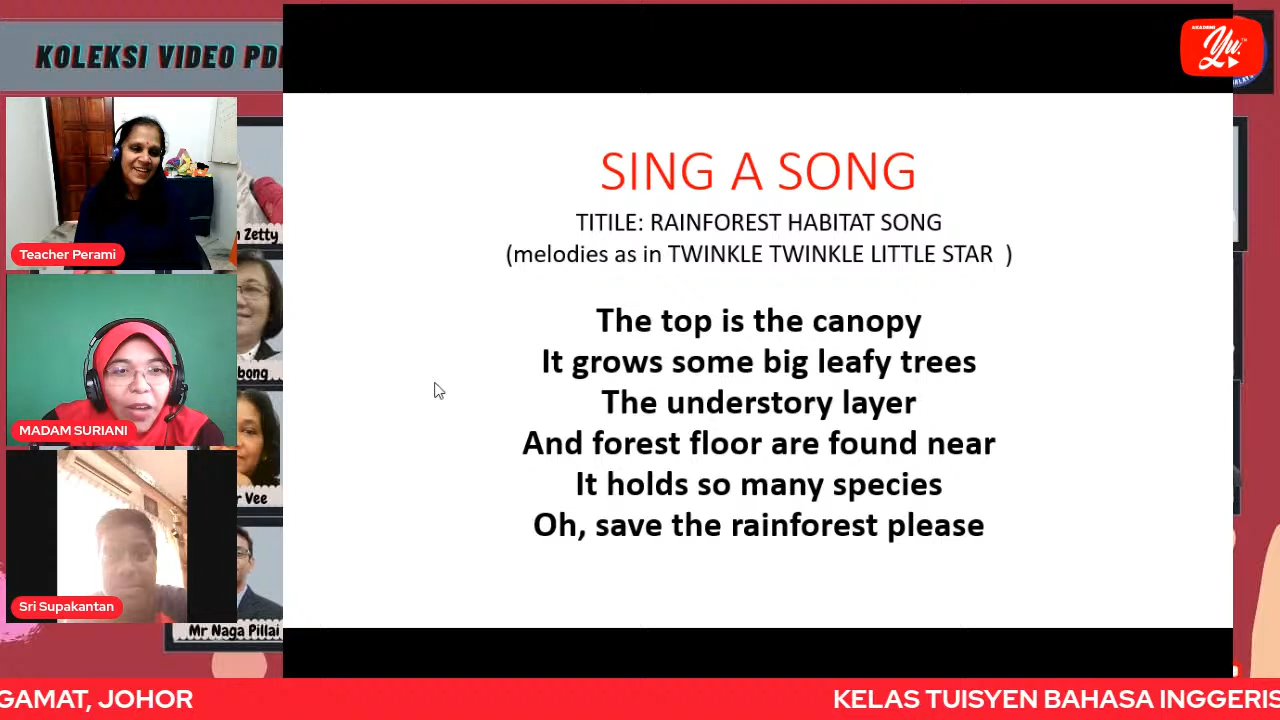 KOLEKSI VIDEO
AKADEMI
Yu
Zetty
Teacher Perami
bong
MADAM SURIANI
Vee
Sri Supakantan
Mr Naga Pillai
SING A SONG
TITILE: RAINFOREST HABITAT SONG
(melodies as in TWINKLE TWINKLE LITTLE STAR )
The top is the canopy
It grows some big leafy trees
The understory layer
And forest floor are found near
It holds so many species
Oh, save the rainforest please
GAMAT, JOHOR
KELAS TUISYEN BAHASA INGGERIS